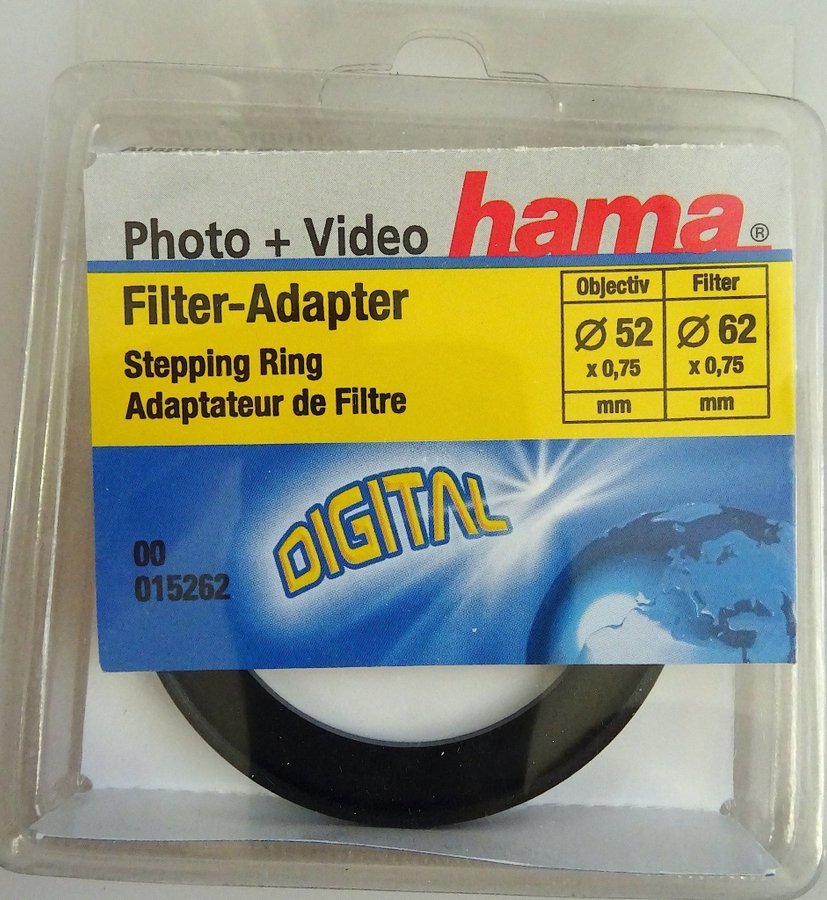 Photo + Video hama®
Filter-Adapter
Stepping Ring
Adaptateur de Filtre
Objectiv Filter
Ø 52 Ø 62
x 0,75 x 0,75
mm mm
DIGITAL
00
015262